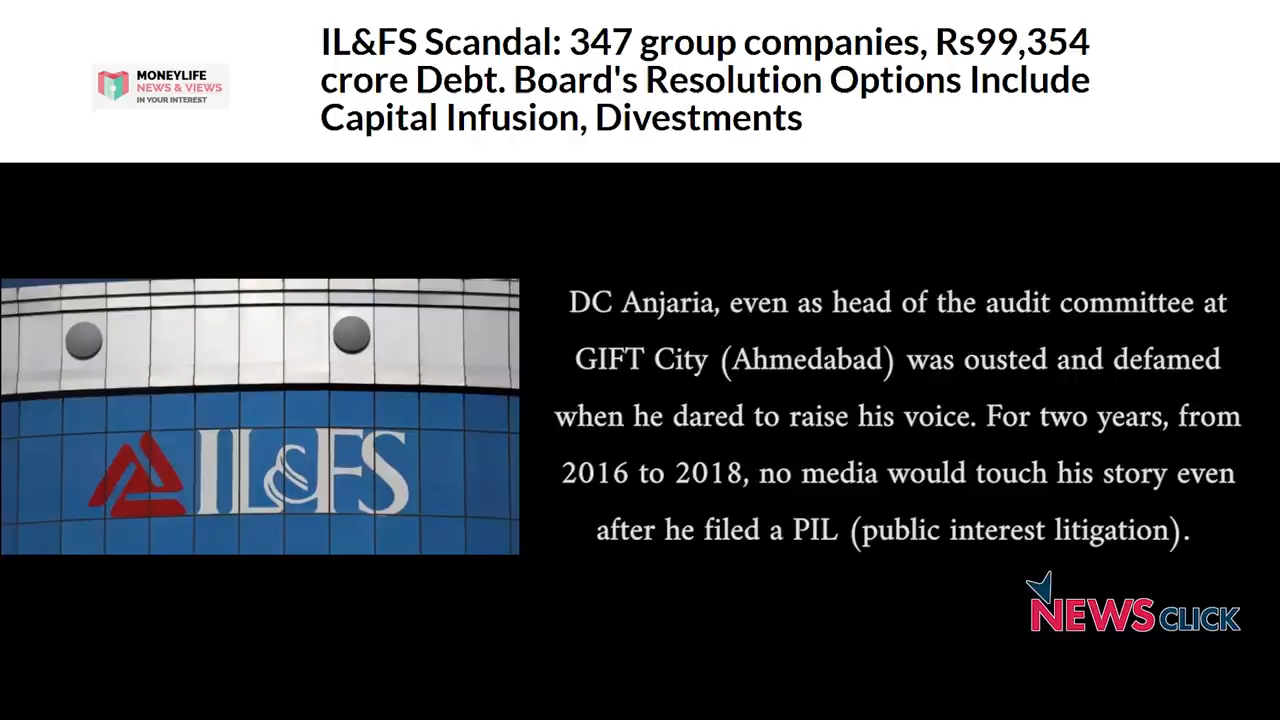 IL&FS Scandal: 347 group companies, Rs99,354
crore Debt. Board's Resolution Options Include
Capital Infusion, Divestments
MONEYLIFE
NEWS & VIEWS
IN YOUR INTEREST
IL&FS
DC Anjaria, even as head of the audit committee at
GIFT City (Ahmedabad) was ousted and defamed
when he dared to raise his voice. For two years, from
2016 to 2018, no media would touch his story even
after he filed a PIL (public interest litigation).
NEWSCLICK